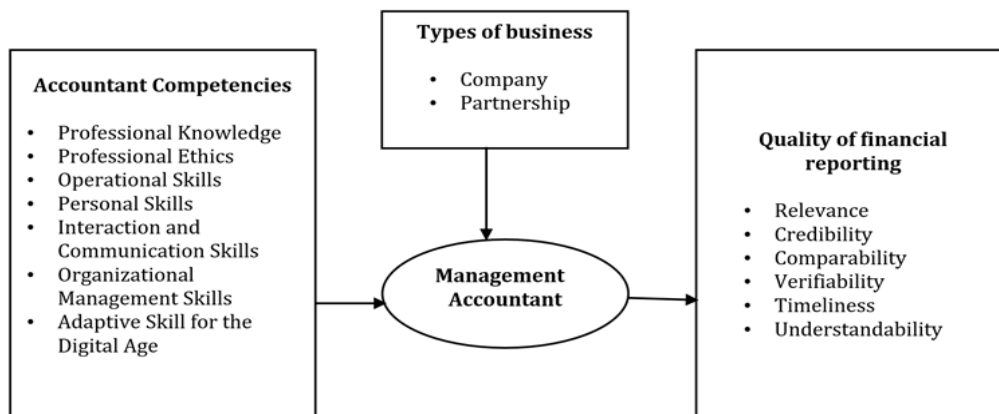 Accountant Competencies
• Professional Knowledge
• Professional Ethics
• Operational Skills
• Personal Skills
• Interaction and
Communication Skills
• Organizational
Management Skills
• Adaptive Skill for the
Digital Age
Types of business
• Company
• Partnership
Management
Accountant
Quality of financial
reporting
• Relevance
• Credibility
• Comparability
• Verifiability
• Timeliness
• Understandability